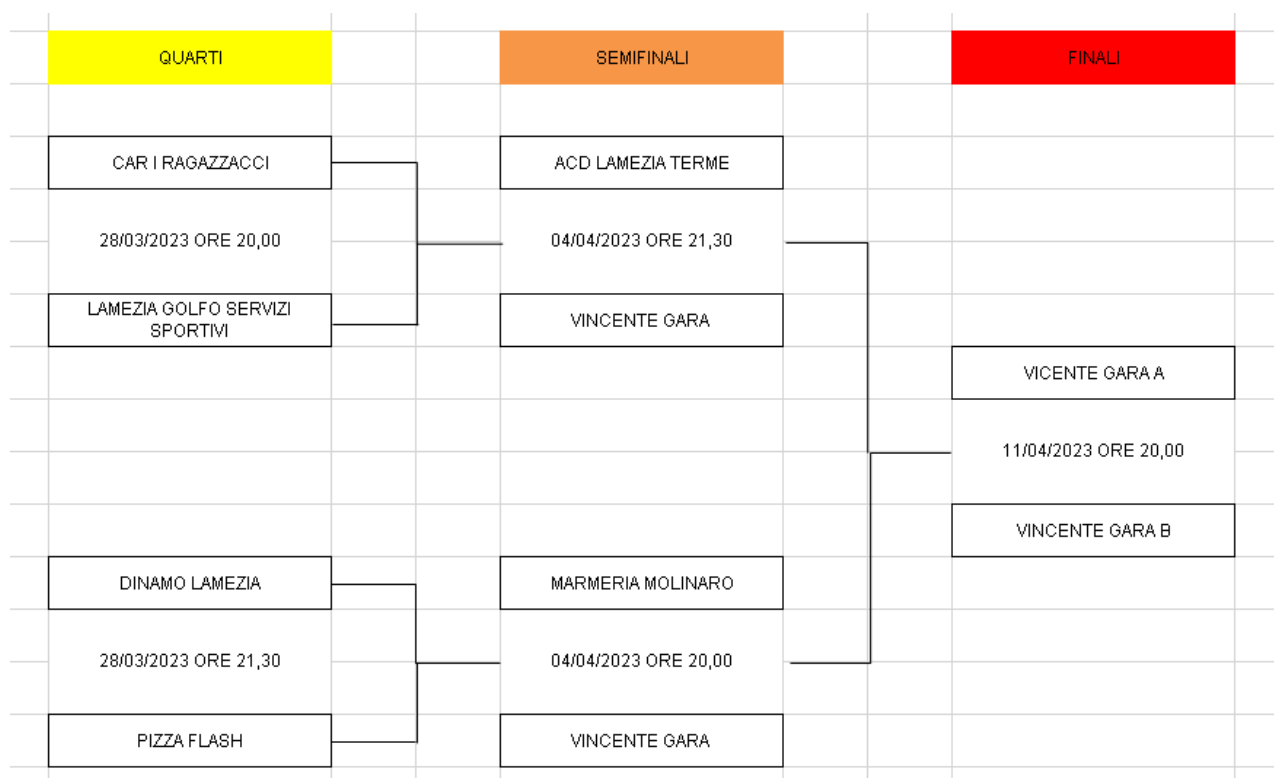 QUARTI
SEMIFINALI
FINALI
CAR I RAGAZZACCI
ACD LAMEZIA TERME
28/03/2023 ORE 20,00
04/04/2023 ORE 21,30
LAMEZIA GOLFO SERVIZI
SPORTIVI
VINCENTE GARA
VICENTE GARA A
11/04/2023 ORE 20,00
VINCENTE GARA B
DINAMO LAMEZIA
MARMERIA MOLINARO
28/03/2023 ORE 21,30
04/04/2023 ORE 20,00
PIZZA FLASH
VINCENTE GARA